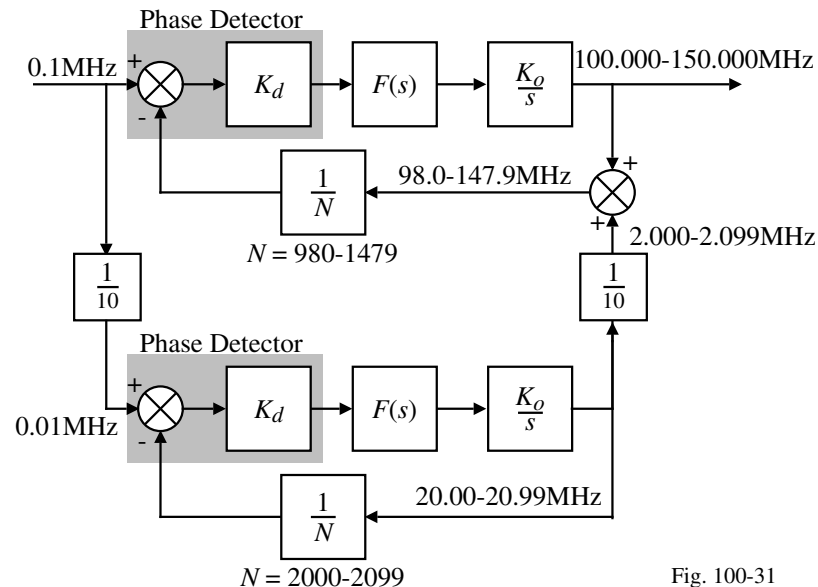 Phase Detector
0.1MHz
+
-
K_d
F(s)
K_o
s
100.000-150.000MHz
1
N
98.0-147.9MHz
+
+
N = 980-1479
2.000-2.099MHz
1
10
1
10
Phase Detector
+
-
0.01MHz
K_d
F(s)
K_o
s
1
N
20.00-20.99MHz
N = 2000-2099
Fig. 100-31